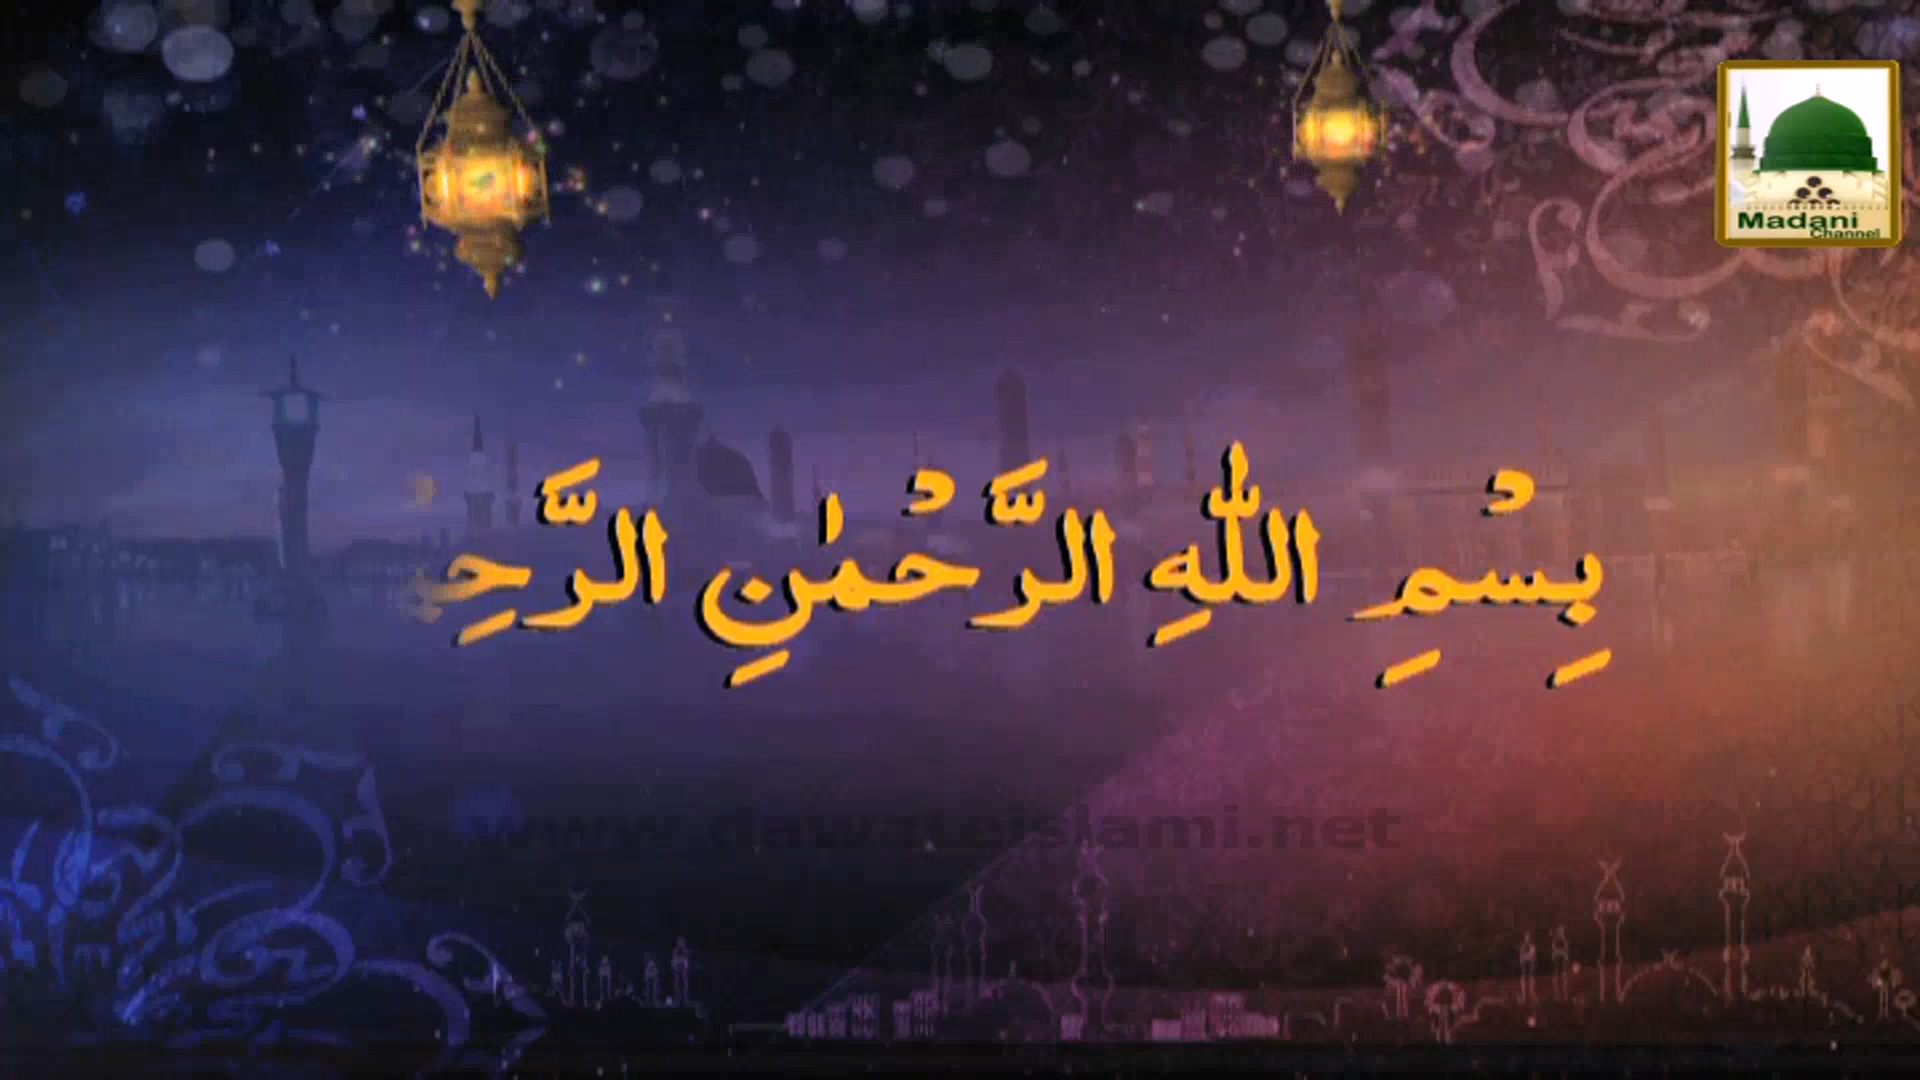 Madani
Channel
بِسْمِ اللّٰهِ الرَّحْمٰنِ الرَّحِ
www.dawateislami.net